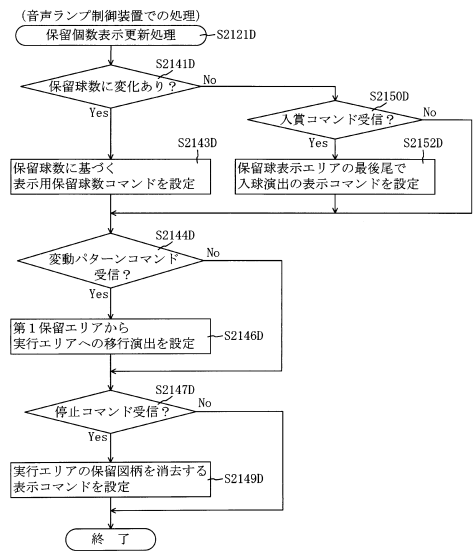 (音声ランプ制御装置での処理)
保留個数表示更新処理
S2121D
S2141D
保留球数に変化あり?
No
Yes
S2150D
入賞コマンド受信?
No
Yes
S2143D
保留球数に基づく
表示用保留球数コマンドを設定
S2152D
保留球表示エリアの最後尾で
入球演出の表示コマンドを設定
S2144D
変動パターンコマンド
受信?
No
Yes
第1保留エリアから
実行エリアへの移行演出を設定
S2146D
S2147D
停止コマンド受信?
No
Yes
実行エリアの保留図柄を消去する
表示コマンドを設定
S2149D
終 了